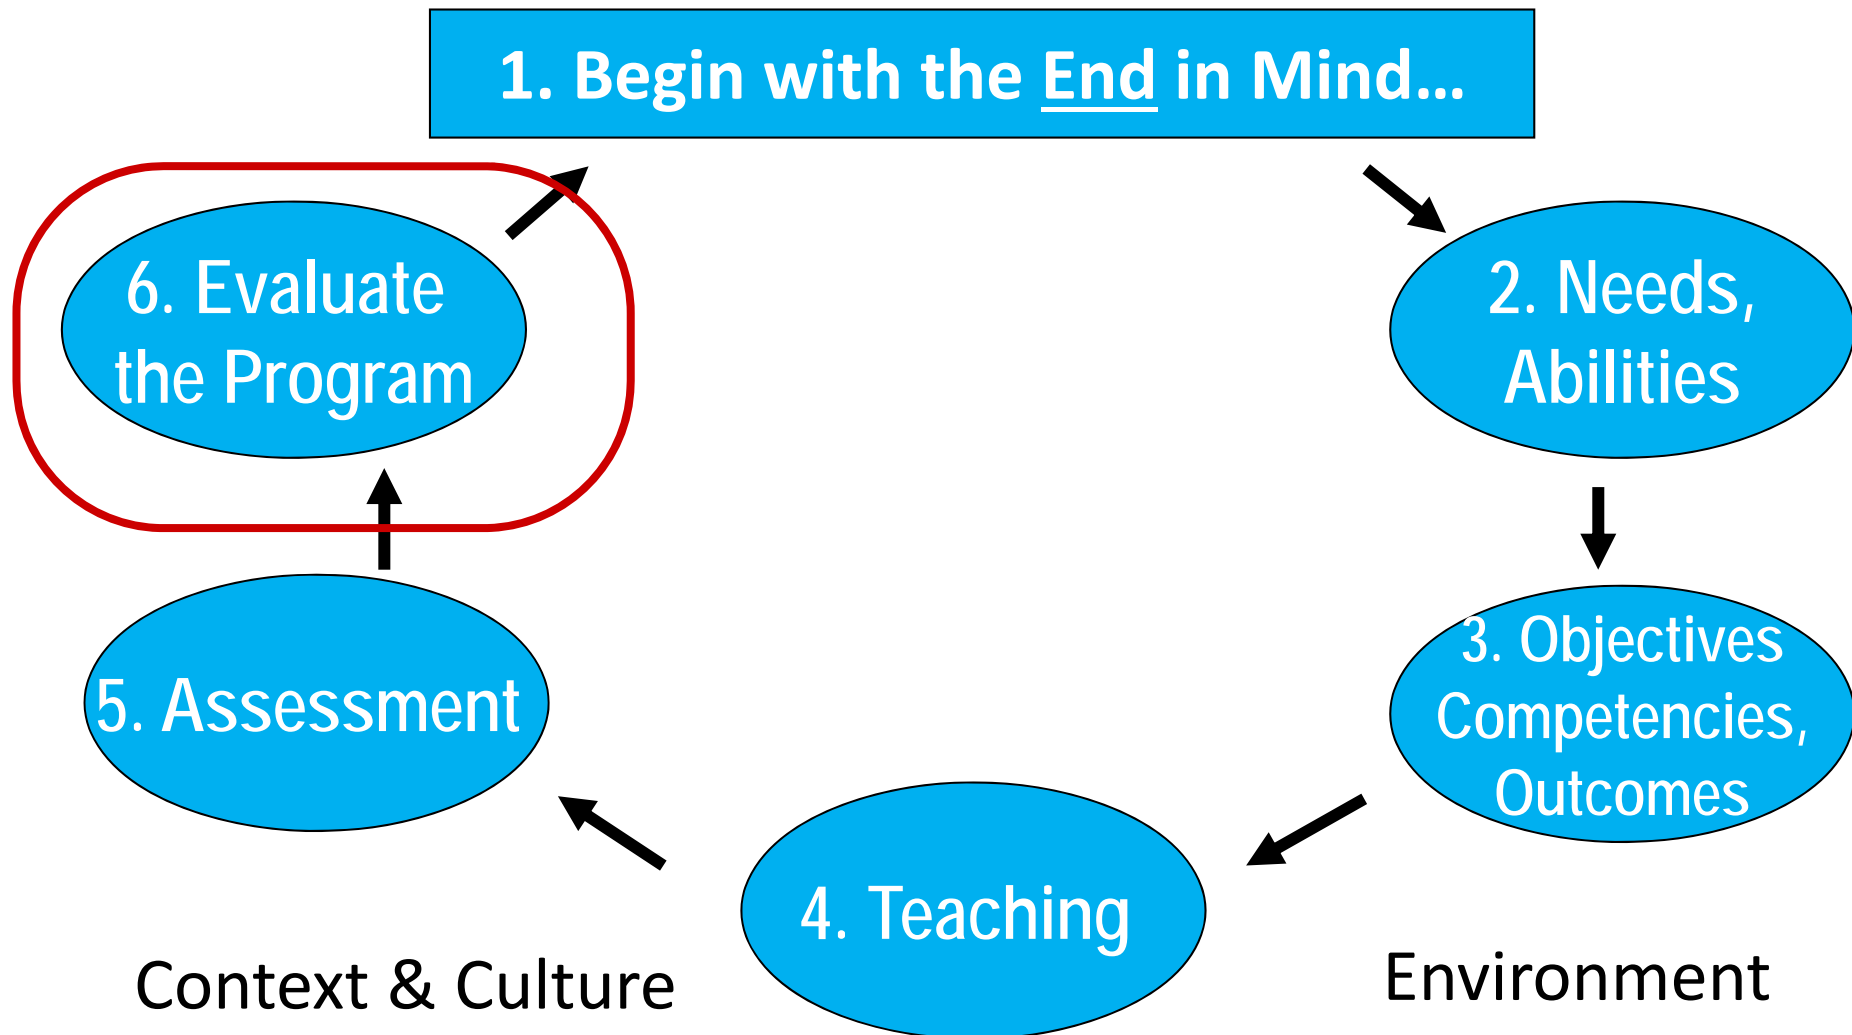 1. Begin with the End in Mind...
2. Needs,
Abilities
3. Objectives
Competencies,
Outcomes
4. Teaching
5. Assessment
6. Evaluate
the Program
Context & Culture
Environment